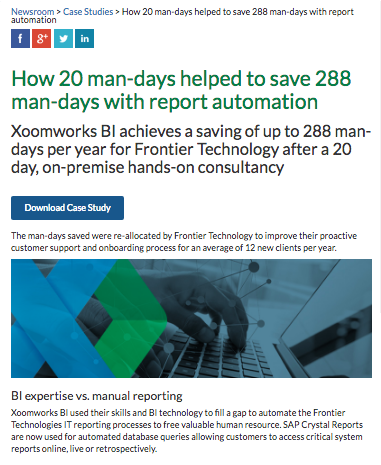 Newsroom > Case Studies > How 20 man-days helped to save 288 man-days with report
automation
f g+ in
How 20 man-days helped to save 288
man-days with report automation
Xoomworks BI achieves a saving of up to 288 man-
days per year for Frontier Technology after a 20
day, on-premise hands-on consultancy
Download Case Study
The man-days saved were re-allocated by Frontier Technology to improve their proactive
customer support and onboarding process for an average of 12 new clients per year.
BI expertise vs. manual reporting
Xoomworks BI used their skills and BI technology to fill a gap to automate the Frontier
Technologies IT reporting processes to free valuable human resource. SAP Crystal Reports
are now used for automated database queries allowing customers to access critical system
reports online, live or retrospectively.